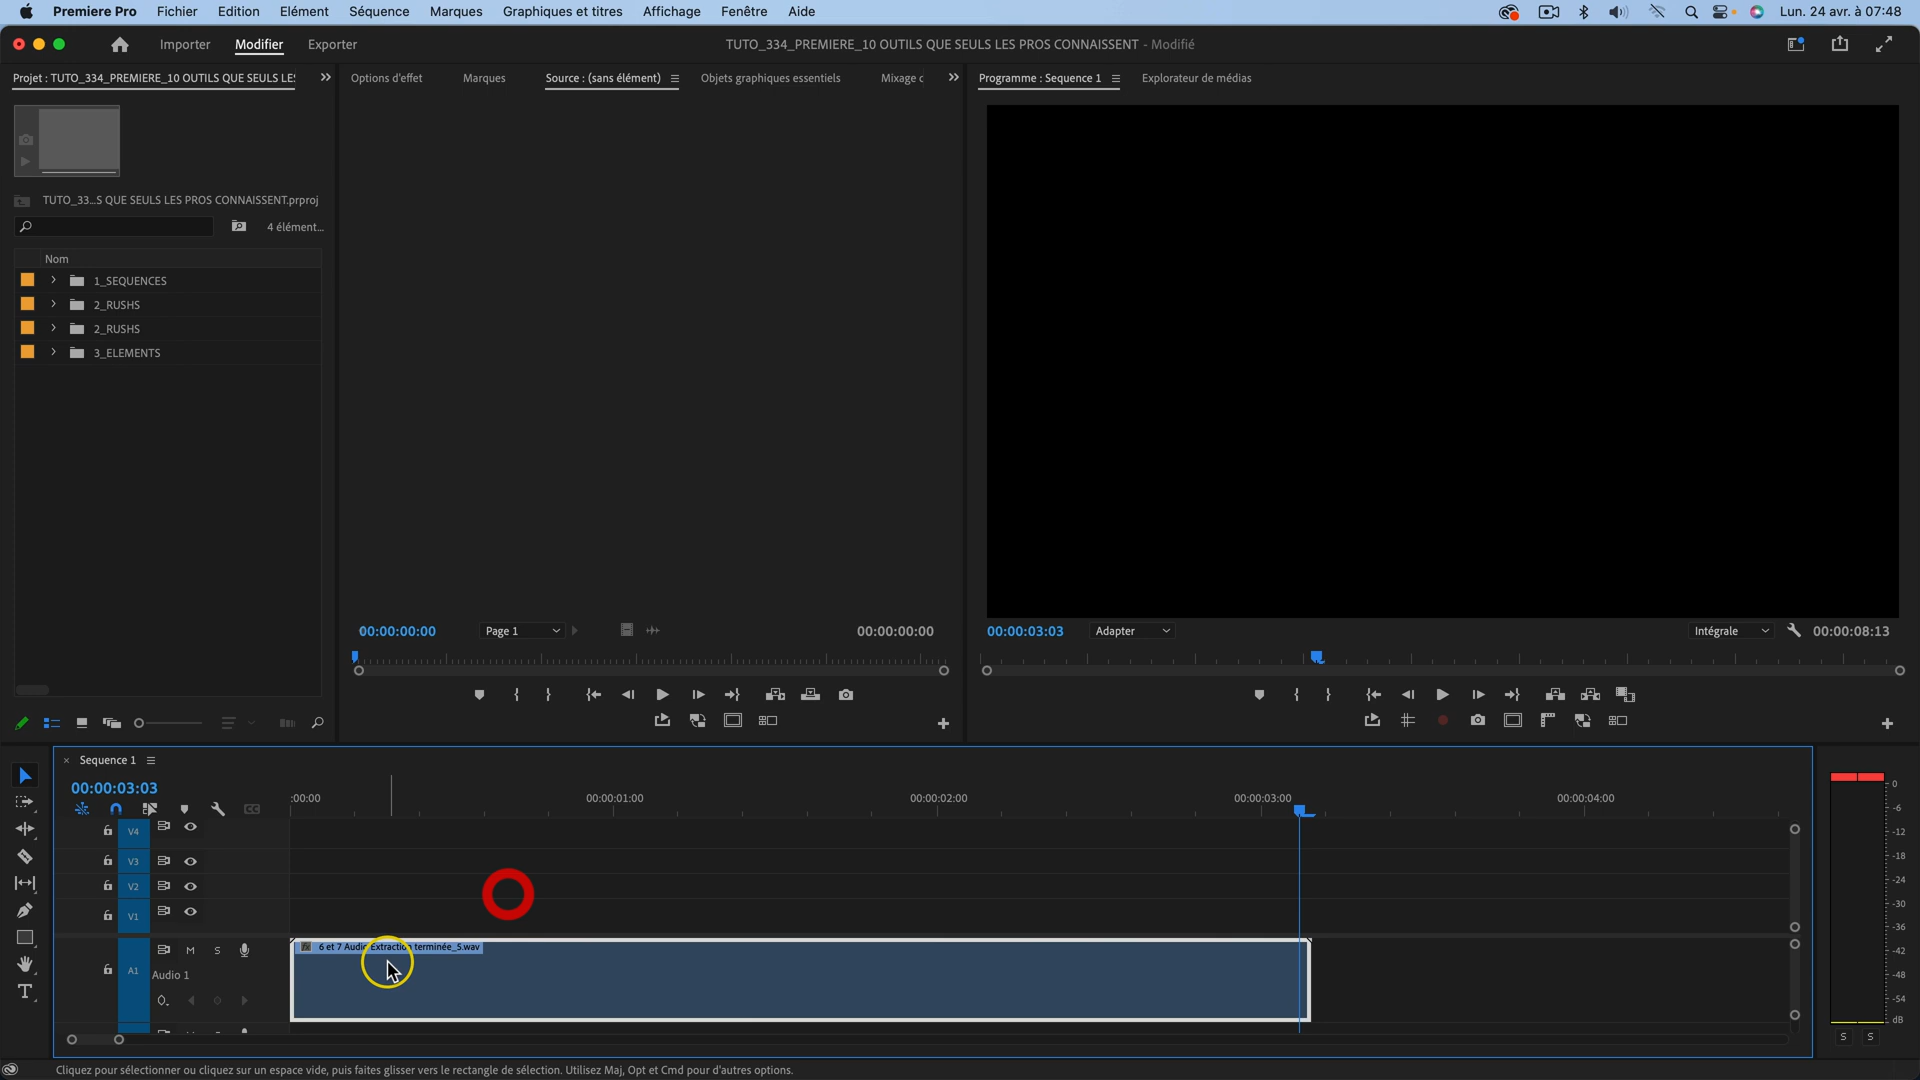 Premiere Pro Fichier Edition Elément Séquence Marques Graphiques et titres Affichage Fenêtre Aide Lun. 24 avr. à 07:48
Importer Modifier Exporter TUTO_334_PREMIERE_10 OUTILS QUE SEULS LES PROS CONNAISSENT - Modifié
Projet : TUTO_334_PREMIERE_10 OUTILS QUE SEULS LES Options d'effet Marques Source : (sans élément) Objets graphiques essentiels Mixage c Programme : Sequence 1 Explorateur de médias
TUTO_33...S QUE SEULS LES PROS CONNAISSENT.prproj
4 élément...
Nom
1_SEQUENCES
2_RUSHS
2_RUSHS
3_ELEMENTS
00:00:00:00 Page 1 00:00:00:00 00:00:03:03 Adapter Intégrale 00:00:08:13
Sequence 1
00:00:03:03
:00:00 00:00:01:00 00:00:02:00 00:00:03:00 00:00:04:00
V4
V3
V2
V1
6 et 7 Audio Extraction terminée_S.wav
M S
A1 Audio 1
0
-6
-12
-18
-24
-30
-36
-42
-48
-54
dB
S S
Cliquez pour sélectionner ou cliquez sur un espace vide, puis faites glisser vers le rectangle de sélection. Utilisez Maj, Opt et Cmd pour d'autres options.